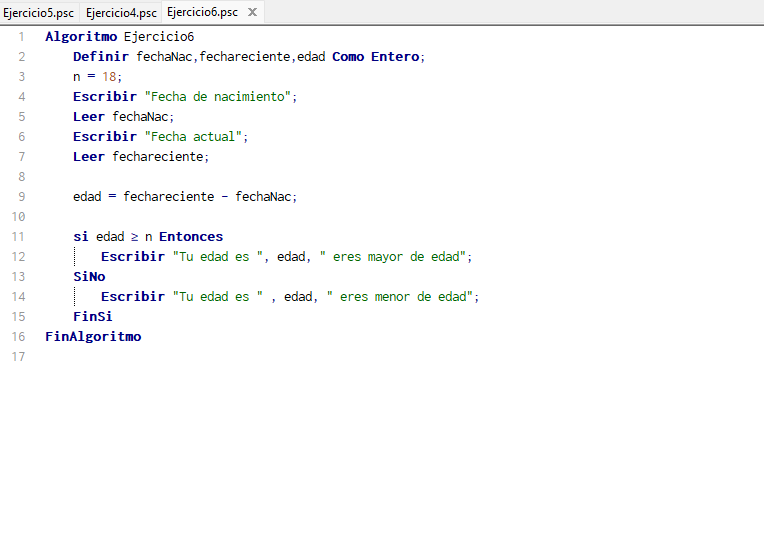 Ejercicio5.psc Ejercicio4.psc Ejercicio6.psc X
1 Algoritmo Ejercicio6
2 Definir fechaNac,fechareciente,edad Como Entero;
3 n = 18;
4 Escribir "Fecha de nacimiento";
5 Leer fechaNac;
6 Escribir "Fecha actual";
7 Leer fechareciente;
8
9 edad = fechareciente - fechaNac;
10
11 si edad ≥ n Entonces
12 Escribir "Tu edad es ", edad, " eres mayor de edad";
13 SiNo
14 Escribir "Tu edad es " , edad, " eres menor de edad";
15 FinSi
16 FinAlgoritmo
17